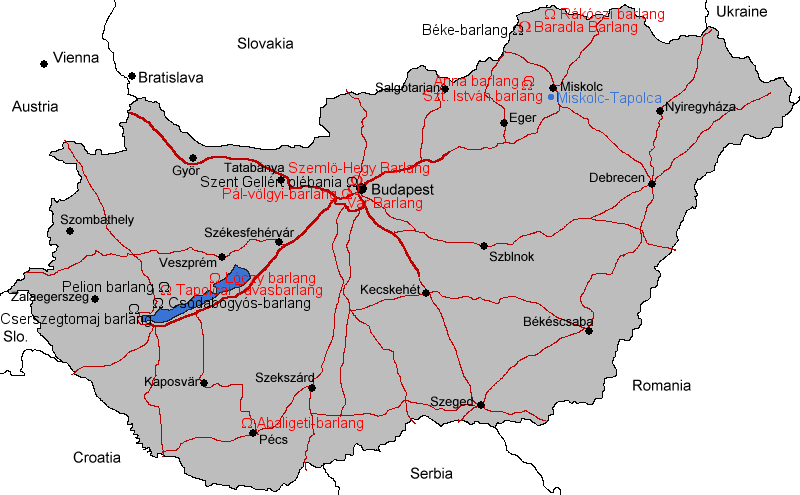 Ukraine
Ω Rákóczi barlang
Béke-barlang Ω
Ω Baradla Barlang
Slovakia
Vienna
Bratislava
Austria
Salgótarian
Anna barlang Ω
Miskolc
Szt. István barlang
Miskolc-Tapolca
Nyiregyháza
Eger
Győr
Tatabánya
Szemlő-Hegy Barlang
Szent Gellért plébánia Ω
Budapest
Debrecen
Pál-völgyi-barlang Ω
Vár Barlang
Szombathely
Székesfehérvár
Szblnok
Veszprém
Ω Lóczy barlang
Pelion barlang Ω
Ω Tapolcai Tavasbarlang
Kecskehét
Zalaegerszeg
Ω Csodabogyós-barlang
Ω
Cserszegtomaj barlang
Békéscsaba
Slo.
Kaposvár
Szekszárd
Romania
Szeged
Ω Abaligeti-barlang
Pécs
Croatia
Serbia